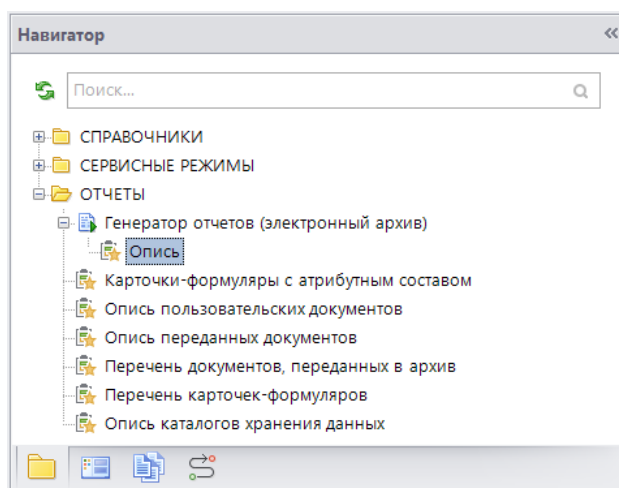 Навигатор
Поиск...
СПРАВОЧНИКИ
СЕРВИСНЫЕ РЕЖИМЫ
ОТЧЕТЫ
Генератор отчетов (электронный архив)
Опись
Карточки-формуляры с атрибутным составом
Опись пользовательских документов
Опись переданных документов
Перечень документов, переданных в архив
Перечень карточек-формуляров
Опись каталогов хранения данных